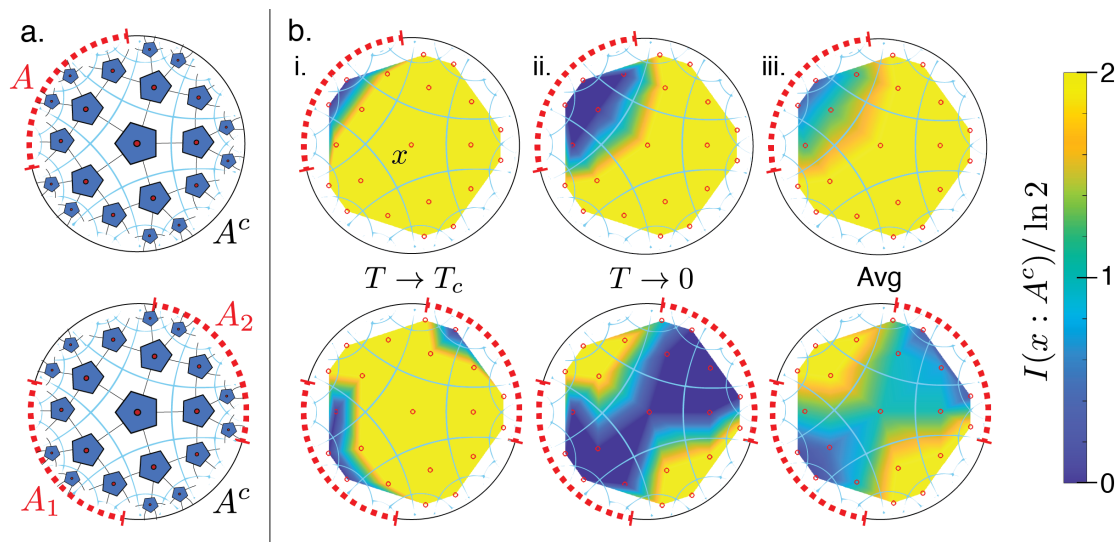 a.
A
A^c
A_2
A_1
A^c
b.
i.
x
ii.
iii.
T → T_c
T → 0
Avg
2
1
0
I(x : A^c)/ ln 2